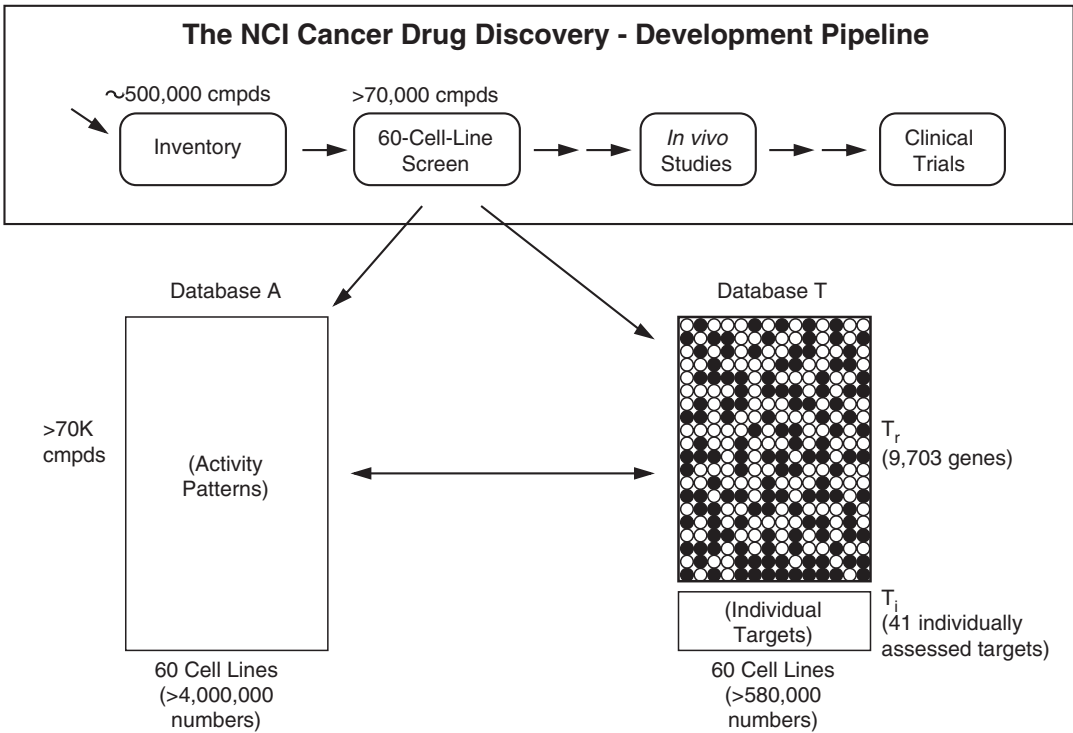 The NCI Cancer Drug Discovery - Development Pipeline
~500,000 cmpds
>70,000 cmpds
Inventory
60-Cell-Line
Screen
In vivo
Studies
Clinical
Trials
Database A
Database T
>70K
cmpds
(Activity
Patterns)
T_r
(9,703 genes)
(Individual
Targets)
T_i
(41 individually
assessed targets)
60 Cell Lines
(>4,000,000
numbers)
60 Cell Lines
(>580,000
numbers)